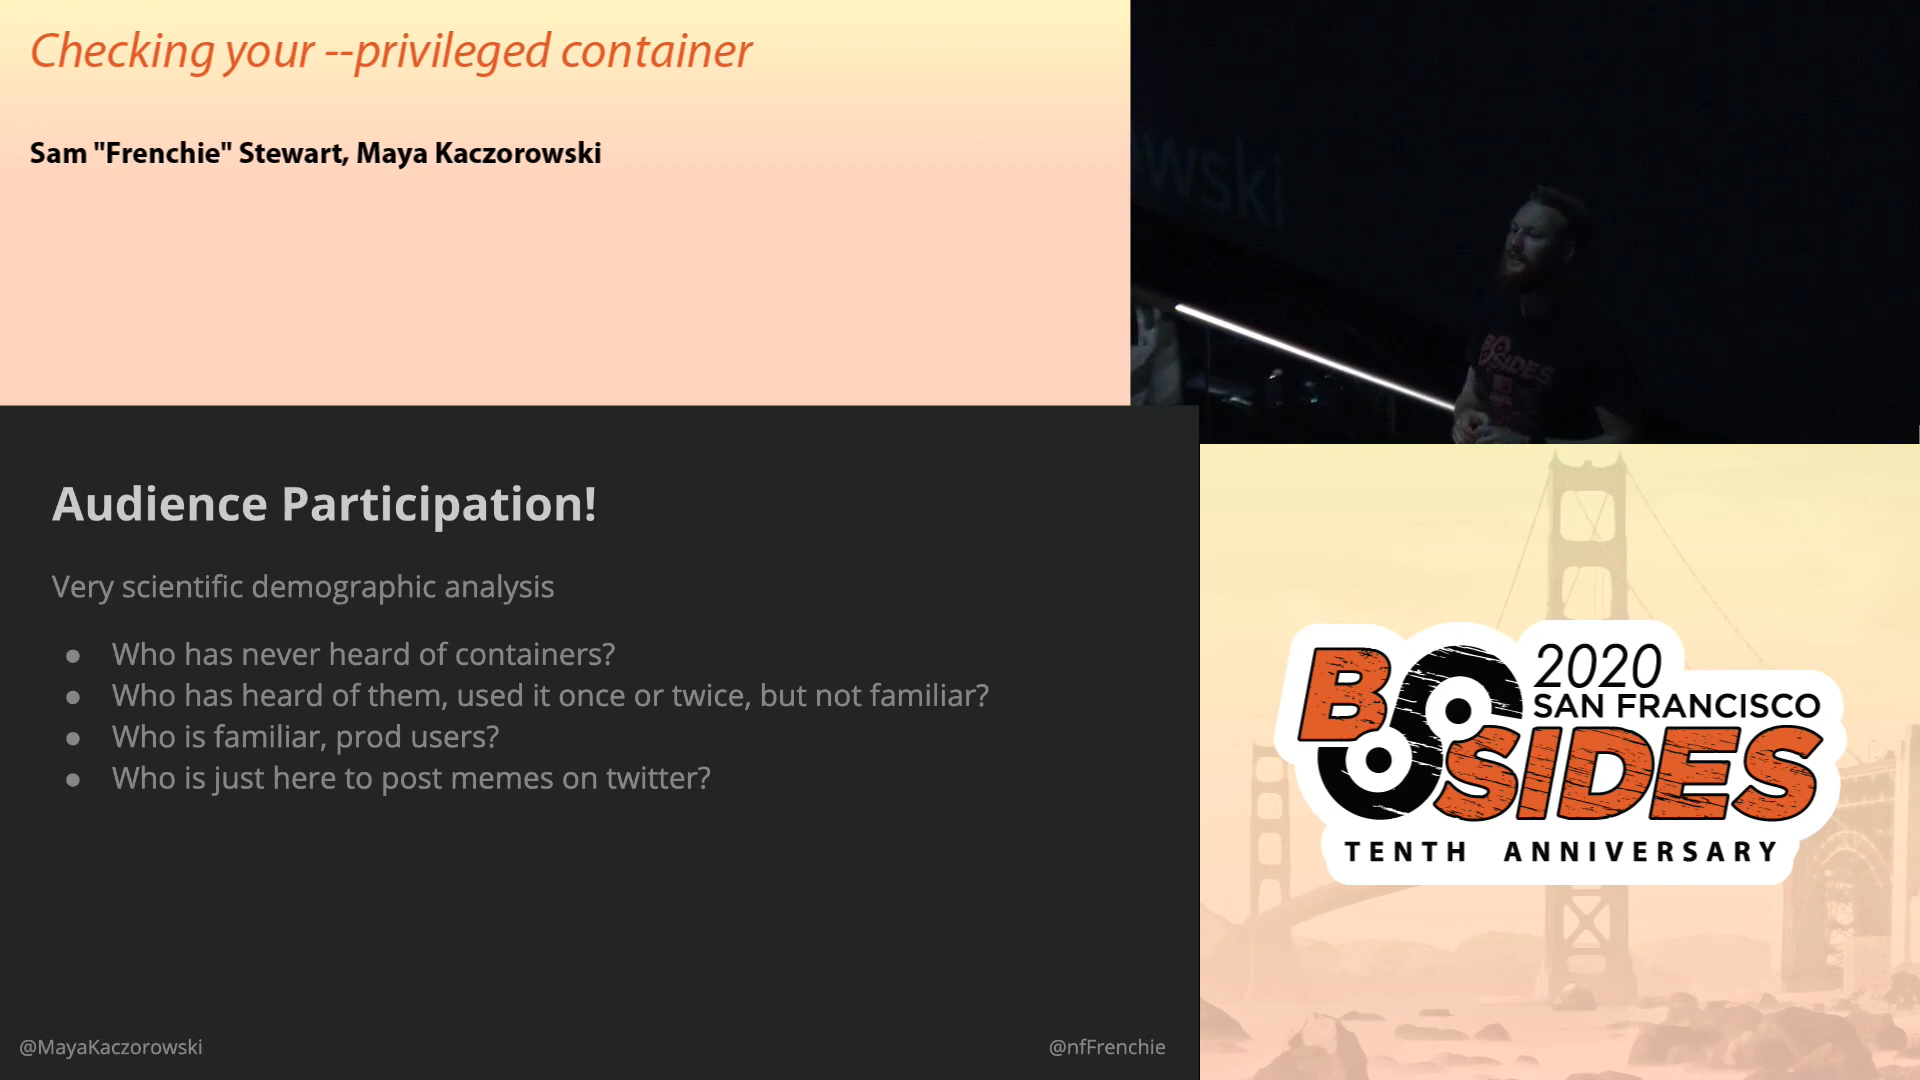 Checking your --privileged container
Sam "Frenchie" Stewart, Maya Kaczorowski
wski
BSIDES
Audience Participation!
Very scientific demographic analysis
● Who has never heard of containers?
● Who has heard of them, used it once or twice, but not familiar?
● Who is familiar, prod users?
● Who is just here to post memes on twitter?
@MayaKaczorowski
@nfFrenchie
2020
SAN FRANCISCO
BSIDES
TENTH ANNIVERSARY